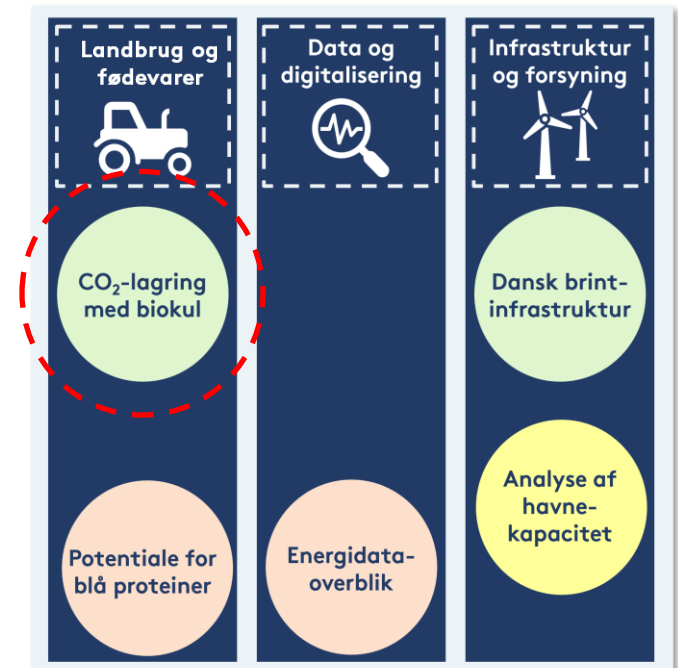 Landbrug og
fødevarer
Data og
digitalisering
Infrastruktur
og forsyning
CO₂-lagring
med biokul
Dansk brint-
infrastruktur
Analyse af
havne-
kapacitet
Potentiale for
blå proteiner
Energidata-
overblik